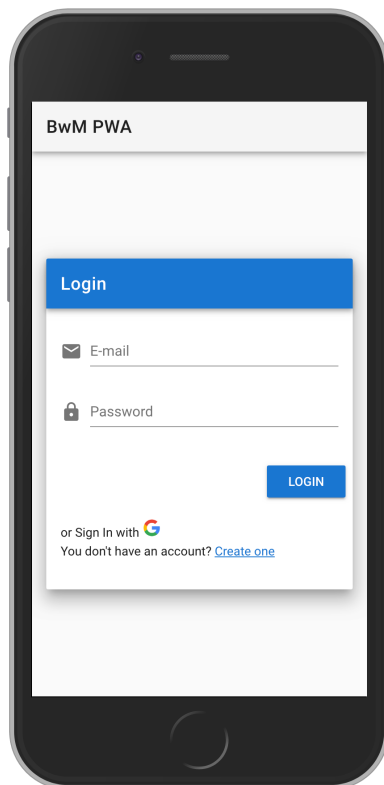 BwM PWA
Login
E-mail
Password
LOGIN
or Sign In with
You don't have an account? Create one